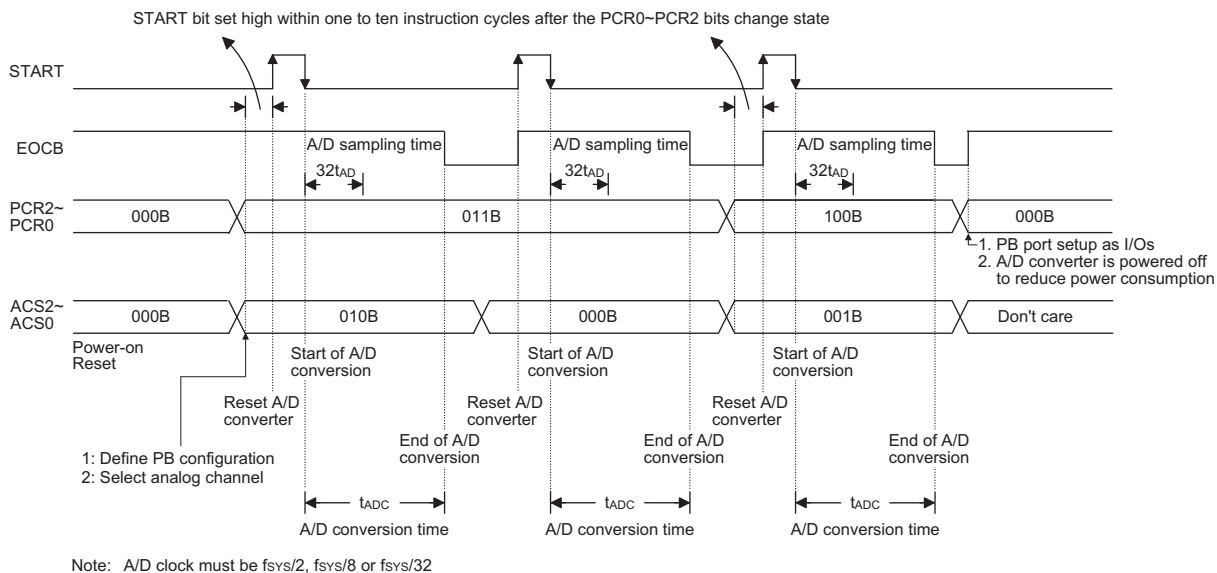 START bit set high within one to ten instruction cycles after the PCR0~PCR2 bits change state
START
EOCB
A/D sampling time
A/D sampling time
A/D sampling time
32tAD
32tAD
32tAD
PCR2~
PCR0
000B
011B
100B
000B
1. PB port setup as I/Os
2. A/D converter is powered off
to reduce power consumption
ACS2~
ACS0
000B
010B
000B
001B
Don't care
Power-on
Reset
Start of A/D
conversion
Start of A/D
conversion
Start of A/D
conversion
Reset A/D
converter
Reset A/D
converter
Reset A/D
converter
End of A/D
conversion
End of A/D
conversion
End of A/D
conversion
1: Define PB configuration
2: Select analog channel
tADC
tADC
tADC
A/D conversion time
A/D conversion time
A/D conversion time
Note: A/D clock must be fSYS/2, fSYS/8 or fSYS/32